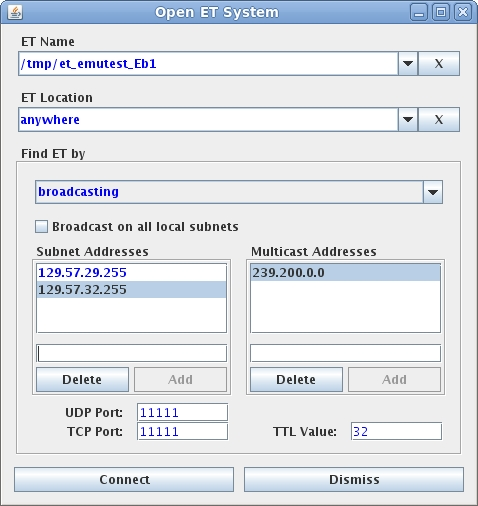 Open ET System
ET Name
/tmp/et_emutest_Eb1
X
ET Location
anywhere
X
Find ET by
broadcasting
Broadcast on all local subnets
Subnet Addresses
129.57.29.255
129.57.32.255
Delete
Add
Multicast Addresses
239.200.0.0
Delete
Add
UDP Port: 11111
TCP Port: 11111
TTL Value: 32
Connect
Dismiss